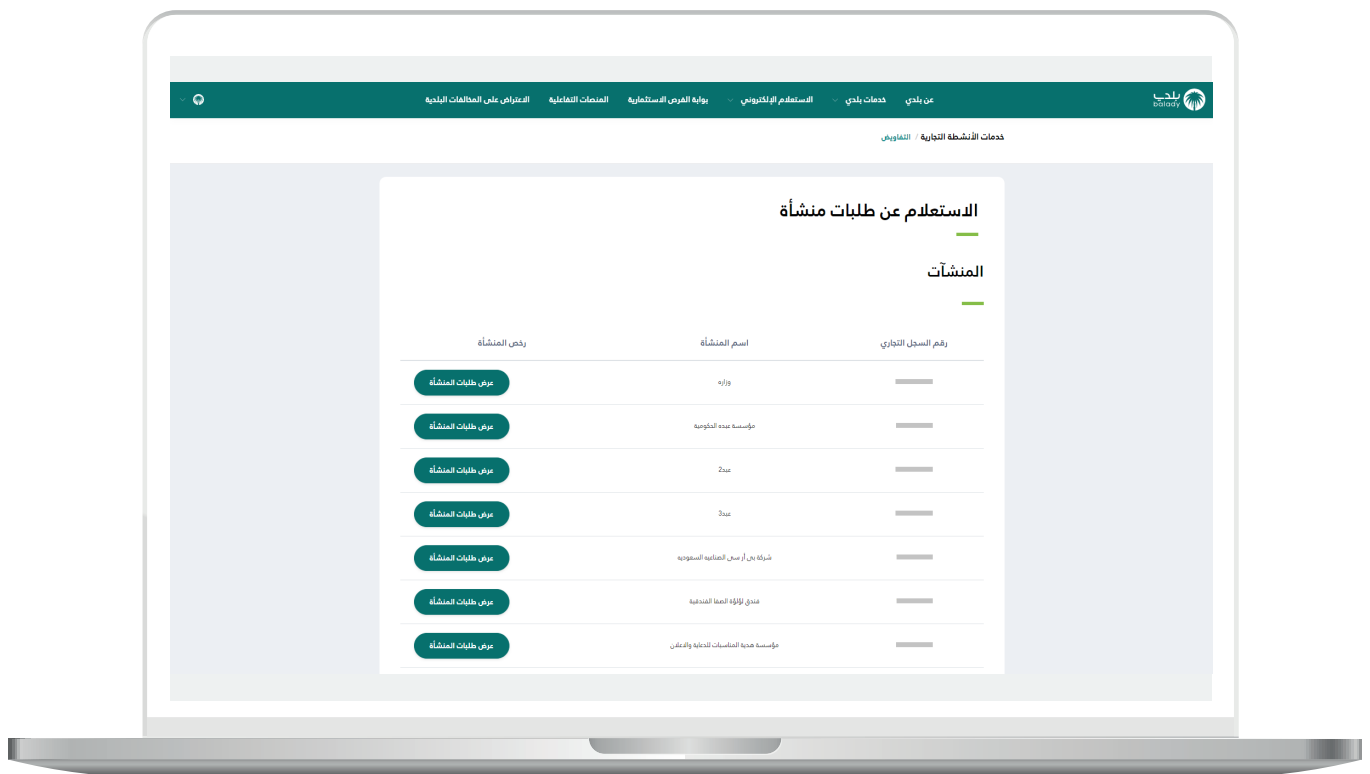 بلدي
balady
عن بلدي
خدمات بلدي
الاستعلام الإلكتروني
بوابة الفرص الاستثمارية
المنصات التفاعلية
الاعتراض على المخالفات البلدية
خدمات الأنشطة التجارية / التفاويض
الاستعلام عن طلبات منشأة
المنشآت
رقم السجل التجاري اسم المنشأة رخص المنشأة
وزارة عرض طلبات المنشأة
مؤسسة عبده الحكومية عرض طلبات المنشأة
عبد2 عرض طلبات المنشأة
عبد3 عرض طلبات المنشأة
شركة بي أر سي الصناعيه السعوديه عرض طلبات المنشأة
فندق لؤلؤة الصفا الفندقية عرض طلبات المنشأة
مؤسسة هدية المناسبات للدعاية والاعلان عرض طلبات المنشأة